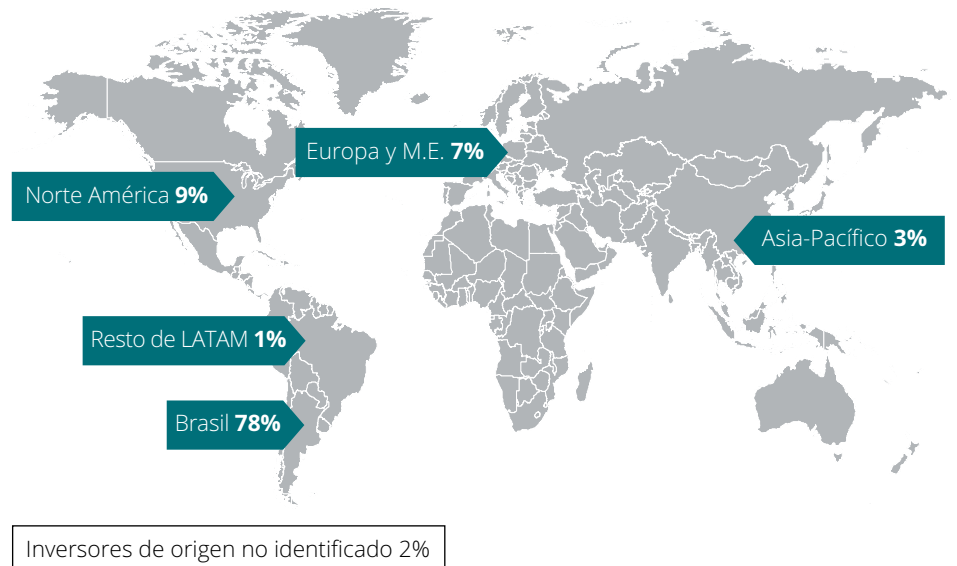 Europa y M.E. 7%
Norte América 9%
Asia-Pacífico 3%
Resto de LATAM 1%
Brasil 78%
Inversores de origen no identificado 2%